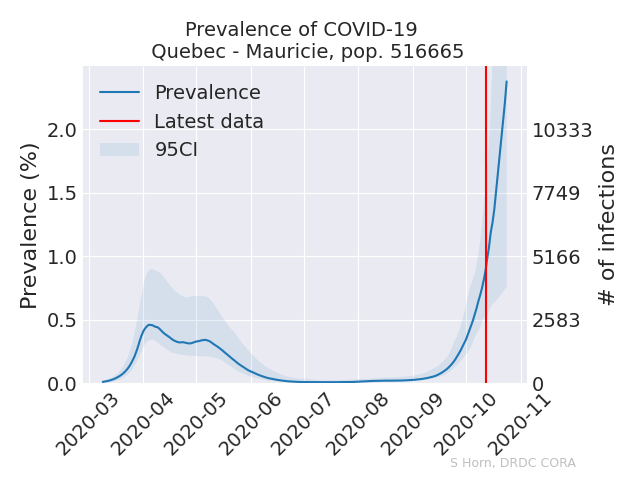 Prevalence of COVID-19
Quebec - Mauricie, pop. 516665
Prevalence
Latest data
95CI
Prevalence (%)
2.0
1.5
1.0
0.5
0.0
10333
7749
5166
2583
0
# of infections
2020-03
2020-04
2020-05
2020-06
2020-07
2020-08
2020-09
2020-10
2020-11
S Horn, DRDC CORA